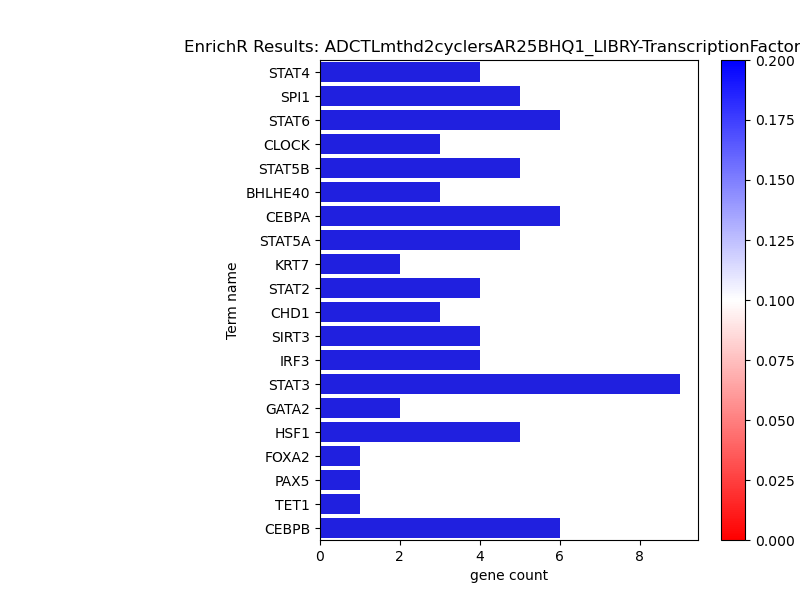 EnrichR Results: ADCTLmthd2cyclersAR25BHQ1_LIBRY-TranscriptionFactor
STAT4
SPI1
STAT6
CLOCK
STAT5B
BHLHE40
CEBPA
STAT5A
KRT7
STAT2
CHD1
SIRT3
IRF3
STAT3
GATA2
HSF1
FOXA2
PAX5
TET1
CEBPB
Term name
0 2 4 6 8
gene count
0.200
0.175
0.150
0.125
0.100
0.075
0.050
0.025
0.000